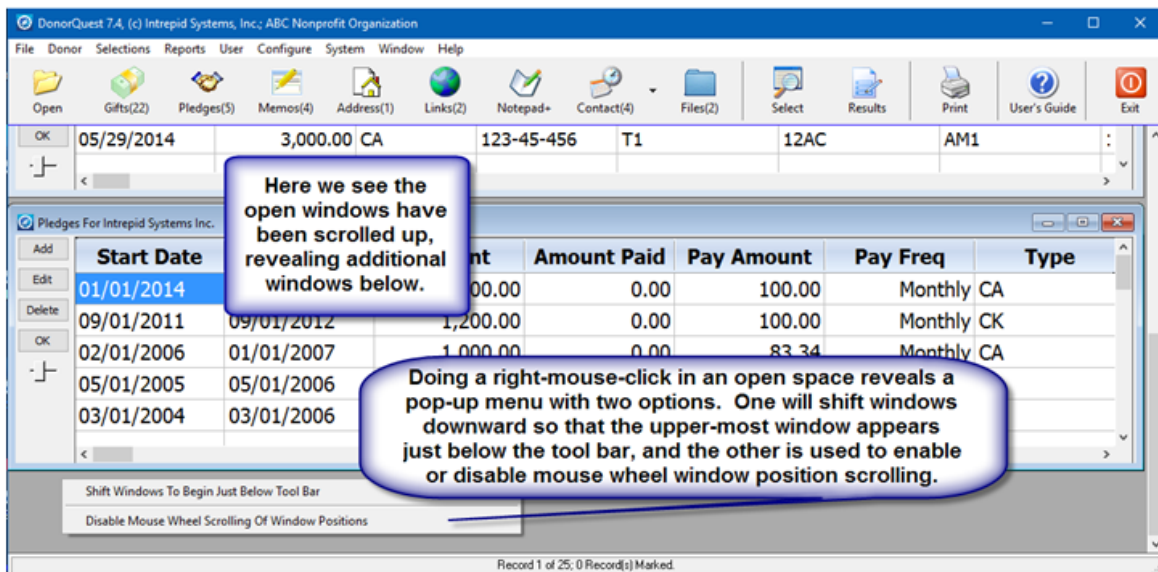 DonorQuest 7.4, (c) Intrepid Systems, Inc.; ABC Nonprofit Organization
File Donor Selections Reports User Configure System Window Help
Open Gifts(22) Pledges(5) Memos(4) Address(1) Links(2) Notepad+ Contact(4) Files(2) Select Results Print User's Guide Exit
OK 05/29/2014 3,000.00 CA 123-45-456 T1 12AC AM1
Here we see the
open windows have
been scrolled up,
revealing additional
windows below.
Pledges For Intrepid Systems Inc.
Add
Edit
Delete
OK
Start Date nt Amount Paid Pay Amount Pay Freq Type
01/01/2014 00.00 0.00 100.00 Monthly CA
09/01/2011 09/01/2012 1,200.00 0.00 100.00 Monthly CK
02/01/2006 01/01/2007 1,000.00 0.00 83.34 Monthly CA
05/01/2005 05/01/2006
03/01/2004 03/01/2006
Doing a right-mouse-click in an open space reveals a
pop-up menu with two options. One will shift windows
downward so that the upper-most window appears
just below the tool bar, and the other is used to enable
or disable mouse wheel window position scrolling.
Shift Windows To Begin Just Below Tool Bar
Disable Mouse Wheel Scrolling Of Window Positions
Record 1 of 25; 0 Record(s) Marked.